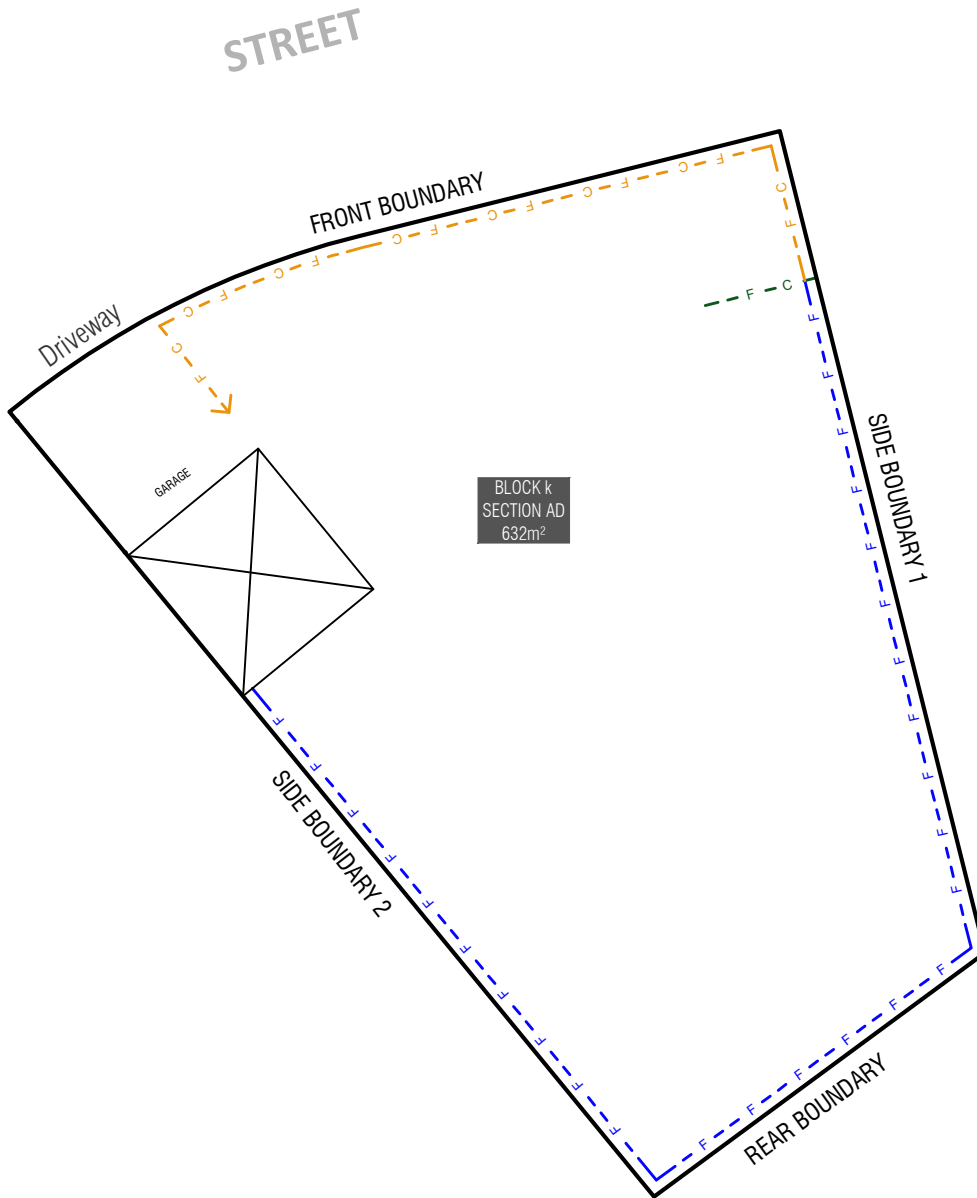 STREET
FRONT BOUNDARY
Driveway
GARAGE
BLOCK k
SECTION AD
632m²
SIDE BOUNDARY 1
SIDE BOUNDARY 2
REAR BOUNDARY
C F C F C F C F C F C F C F
C F
C F
F C
F F F F F F F F F F F
F F F F F F F F F F
F F F F F F